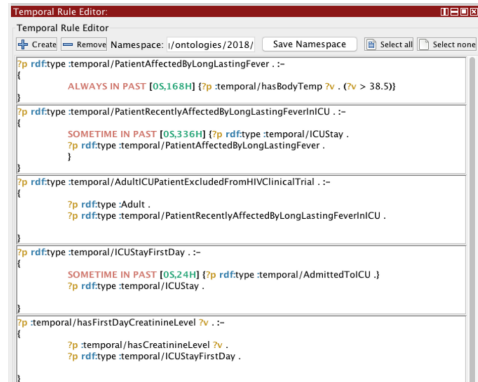 Temporal Rule Editor:
Temporal Rule Editor
Create Remove Namespace: /ontologies/2018/ Save Namespace Select all Select none
?p rdf:type :temporal/PatientAffectedByLongLastingFever . :-
{
ALWAYS IN PAST [0S,168H] {?p :temporal/hasBodyTemp ?v . (?v > 38.5)}
}
?p rdf:type :temporal/PatientRecentlyAffectedByLongLastingFeverInICU . :-
{
SOMETIME IN PAST [0S,336H] {?p rdf:type :temporal/ICUStay .
?p rdf:type :temporal/PatientAffectedByLongLastingFever .
}
}
?p rdf:type :temporal/AdultICUPatientExcludedFromHIVClinicalTrial . :-
{
?p rdf:type :Adult .
?p rdf:type :temporal/PatientRecentlyAffectedByLongLastingFeverInICU .
}
?p rdf:type :temporal/ICUStayFirstDay . :-
{
SOMETIME IN PAST [0S,24H] {?p rdf:type :temporal/AdmittedToICU .}
?p rdf:type :temporal/ICUStay .
}
?p :temporal/hasFirstDayCreatinineLevel ?v . :-
{
?p :temporal/hasCreatinineLevel ?v .
?p rdf:type :temporal/ICUStayFirstDay .
}